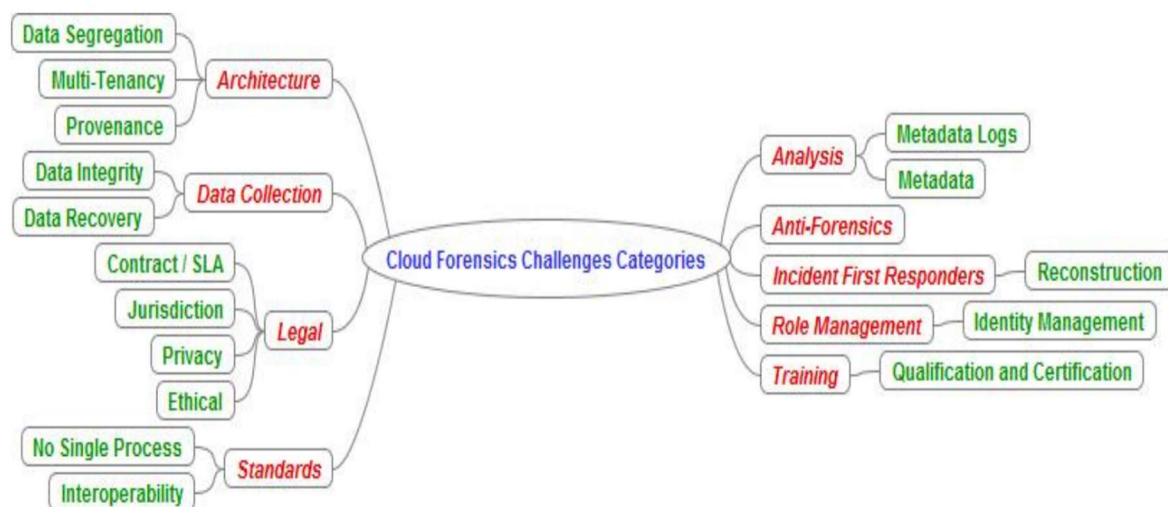 Data Segregation
Multi-Tenancy
Provenance
Architecture
Data Integrity
Data Recovery
Data Collection
Contract / SLA
Jurisdiction
Privacy
Ethical
Legal
No Single Process
Interoperability
Standards
Cloud Forensics Challenges Categories
Analysis
Metadata Logs
Metadata
Anti-Forensics
Incident First Responders
Reconstruction
Role Management
Identity Management
Training
Qualification and Certification